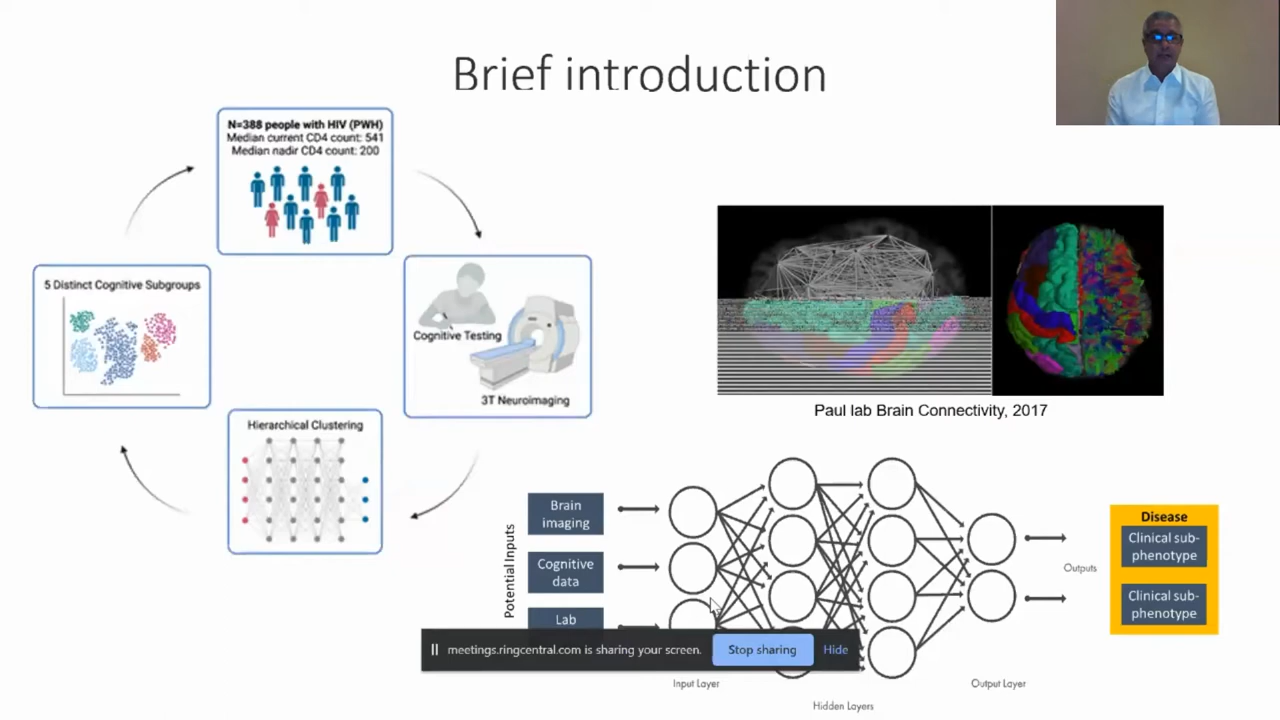 Brief introduction
N=388 people with HIV (PWH)
Median current CD4 count: 541
Median nadir CD4 count: 200
5 Distinct Cognitive Subgroups
Cognitive Testing
3T Neuroimaging
Hierarchical Clustering
Paul lab Brain Connectivity, 2017
Potential Inputs
Brain
imaging
Cognitive
data
Lab
Disease
Clinical sub-
phenotype
Clinical sub-
phenotype
Outputs
meetings.ringcentral.com is sharing your screen.
Stop sharing
Hide
Input Layer
Hidden Layers
Output Layer